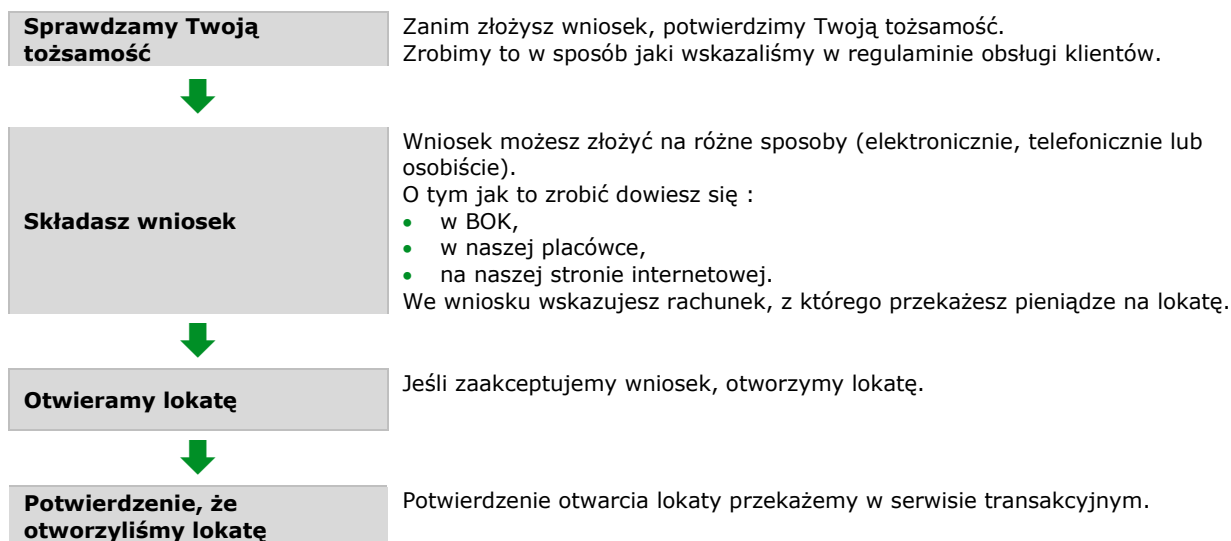 Sprawdzamy Twoją
tożsamość
Zanim złożysz wniosek, potwierdzimy Twoją tożsamość.
Zrobimy to w sposób jaki wskazaliśmy w regulaminie obsługi klientów.
Składasz wniosek
Wniosek możesz złożyć na różne sposoby (elektronicznie, telefonicznie lub
osobiście).
O tym jak to zrobić dowiesz się :
• w BOK,
• w naszej placówce,
• na naszej stronie internetowej.
We wniosku wskazujesz rachunek, z którego przekażesz pieniądze na lokatę.
Otwieramy lokatę
Jeśli zaakceptujemy wniosek, otworzymy lokatę.
Potwierdzenie, że
otworzyliśmy lokatę
Potwierdzenie otwarcia lokaty przekażemy w serwisie transakcyjnym.